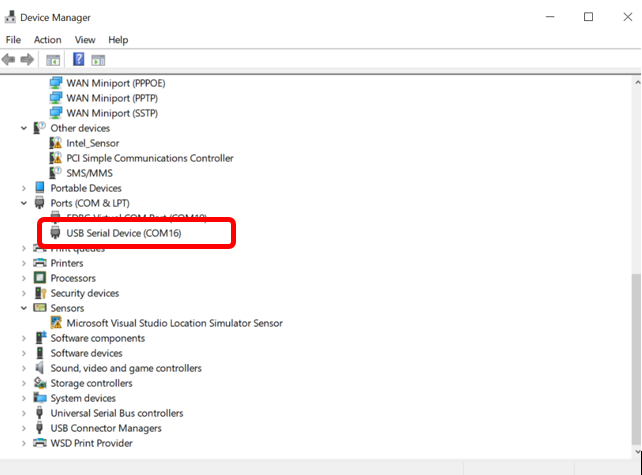 Device Manager
File Action View Help
WAN Miniport (PPPOE)
WAN Miniport (PPTP)
WAN Miniport (SSTP)
Other devices
Intel_Sensor
PCI Simple Communications Controller
SMS/MMS
Portable Devices
Ports (COM & LPT)
EDBG Virtual COM Port (COM10)
USB Serial Device (COM16)
Print queues
Printers
Processors
Security devices
Sensors
Microsoft Visual Studio Location Simulator Sensor
Software components
Software devices
Sound, video and game controllers
Storage controllers
System devices
Universal Serial Bus controllers
USB Connector Managers
WSD Print Provider